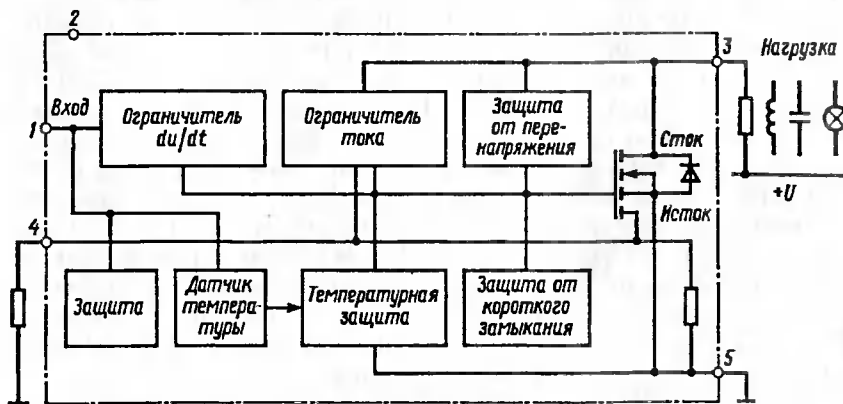 2
3
Нагрузка
Вход
1
Ограничитель
du/dt
Ограничитель
тока
Защита
от пере-
напряжения
Сток
+U
Исток
4
Защита
Датчик
темпера-
туры
Температурная
защита
Защита от
короткого
замыкания
5